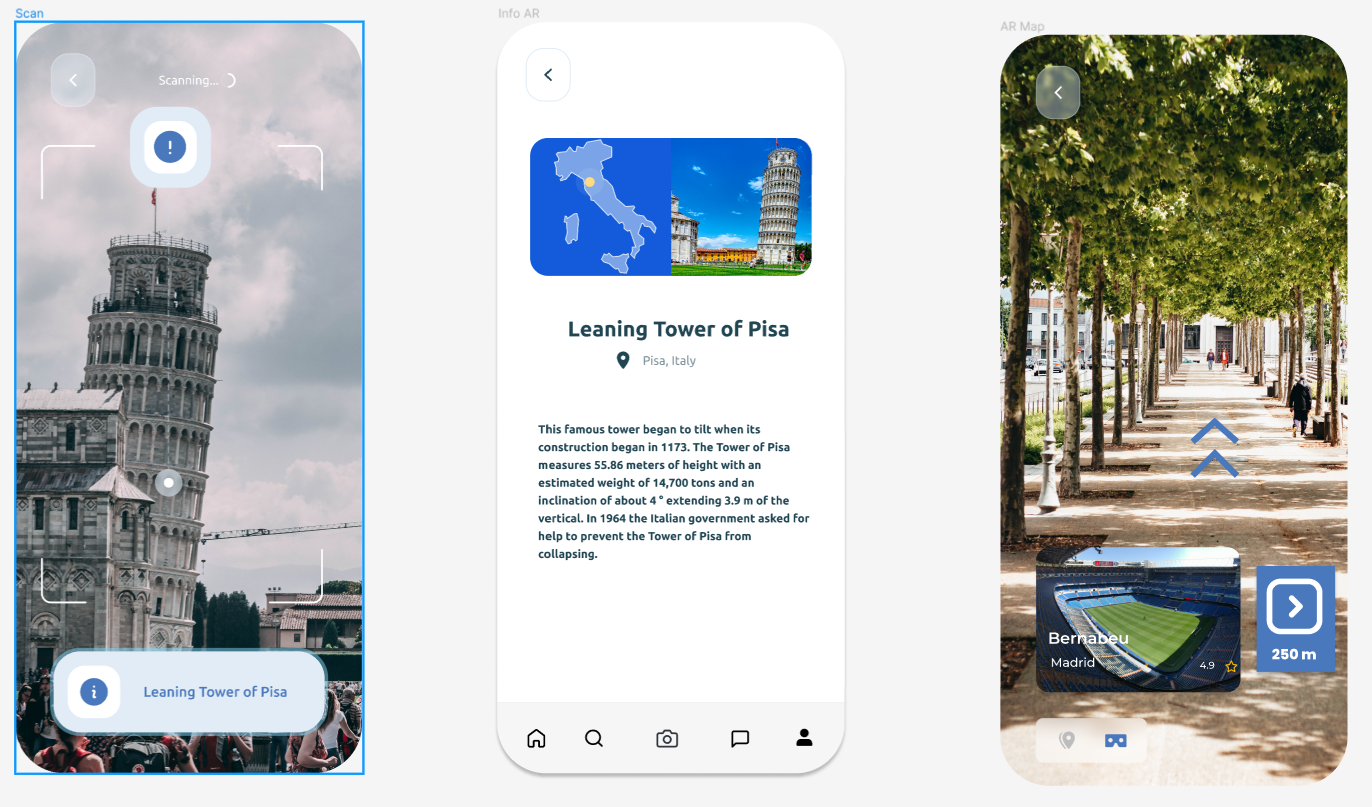 Scan
Scanning...
!
i
Leaning Tower of Pisa
Info AR
Leaning Tower of Pisa
Pisa, Italy
This famous tower began to tilt when its
construction began in 1173. The Tower of Pisa
measures 55.86 meters of height with an
estimated weight of 14,700 tons and an
inclination of about 4 ° extending 3.9 m of the
vertical. In 1964 the Italian government asked for
help to prevent the Tower of Pisa from
collapsing.
AR Map
Bernabeu
Madrid
4.9
250 m